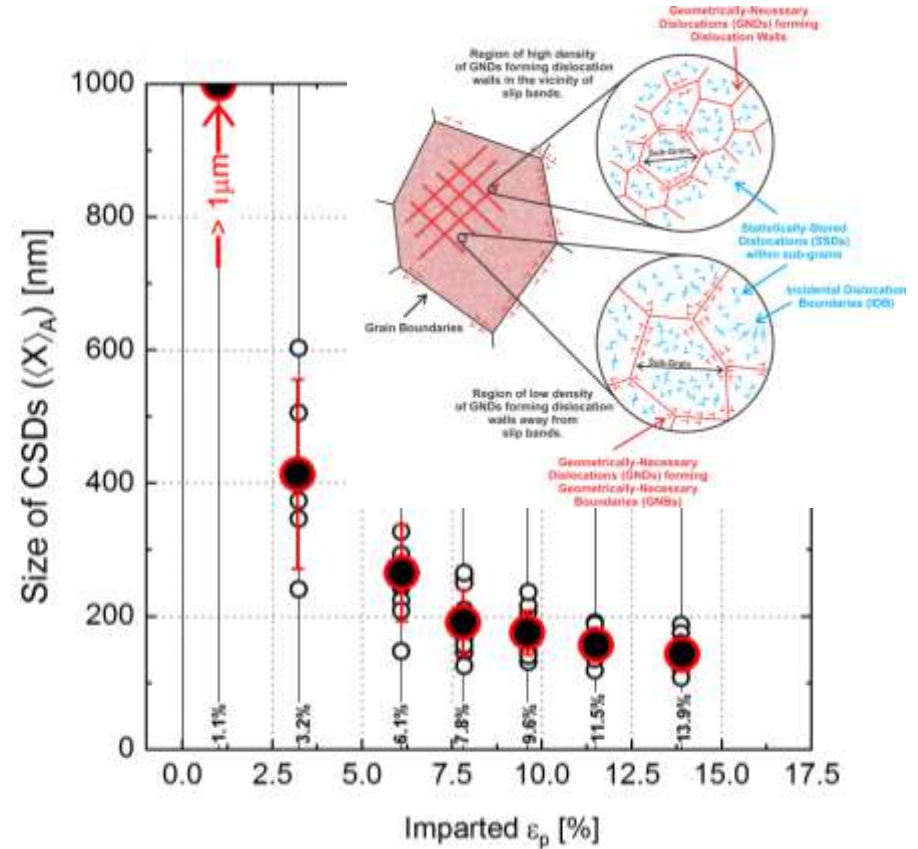 Geometrically-Necessary
Dislocations (GNDs) forming
Dislocation Walls
Region of high density
of GNDs forming dislocation
walls in the vicinity of
slip bands.
Sub-Grain
Statistically-Stored
Dislocations (SSDs)
within sub-grains
Incidental Dislocation
Boundaries (IDB)
Grain Boundaries
Sub-Grain
Region of low density
of GNDs forming dislocation
walls away from
slip bands.
Geometrically-Necessary
Dislocations (GNDs) forming
Geometrically-Necessary
Boundaries (GNBs)
Size of CSDs (⟨X⟩A) [nm]
1000
800
600
400
200
0
> 1μm
1.1%
3.2%
6.1%
7.8%
9.6%
11.5%
13.9%
0.0 2.5 5.0 7.5 10.0 12.5 15.0 17.5
Imparted εp [%]